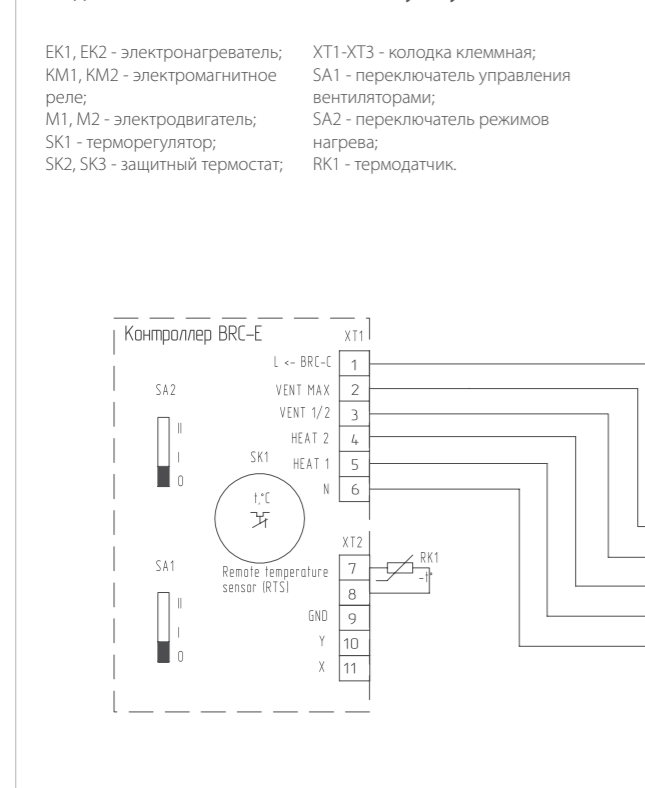 EK1, EK2 - электронагреватель;
KM1, KM2 - электромагнитное
реле;
M1, M2 - электродвигатель;
SK1 - терморегулятор;
SK2, SK3 - защитный термостат;
XT1-XT3 - колодка клеммная;
SA1 - переключатель управления
вентиляторами;
SA2 - переключатель режимов
нагрева;
RK1 - термодатчик.
Контроллер BRC-E
XT1
L <- BRC-C 1
SA2
VENT MAX 2
VENT 1/2 3
II
HEAT 2 4
I
SK1
HEAT 1 5
0
N 6
t,°C
XT2
SA1
Remote temperature
sensor (RTS)
7
RK1
-t°
8
II
GND 9
I
Y 10
0
X 11